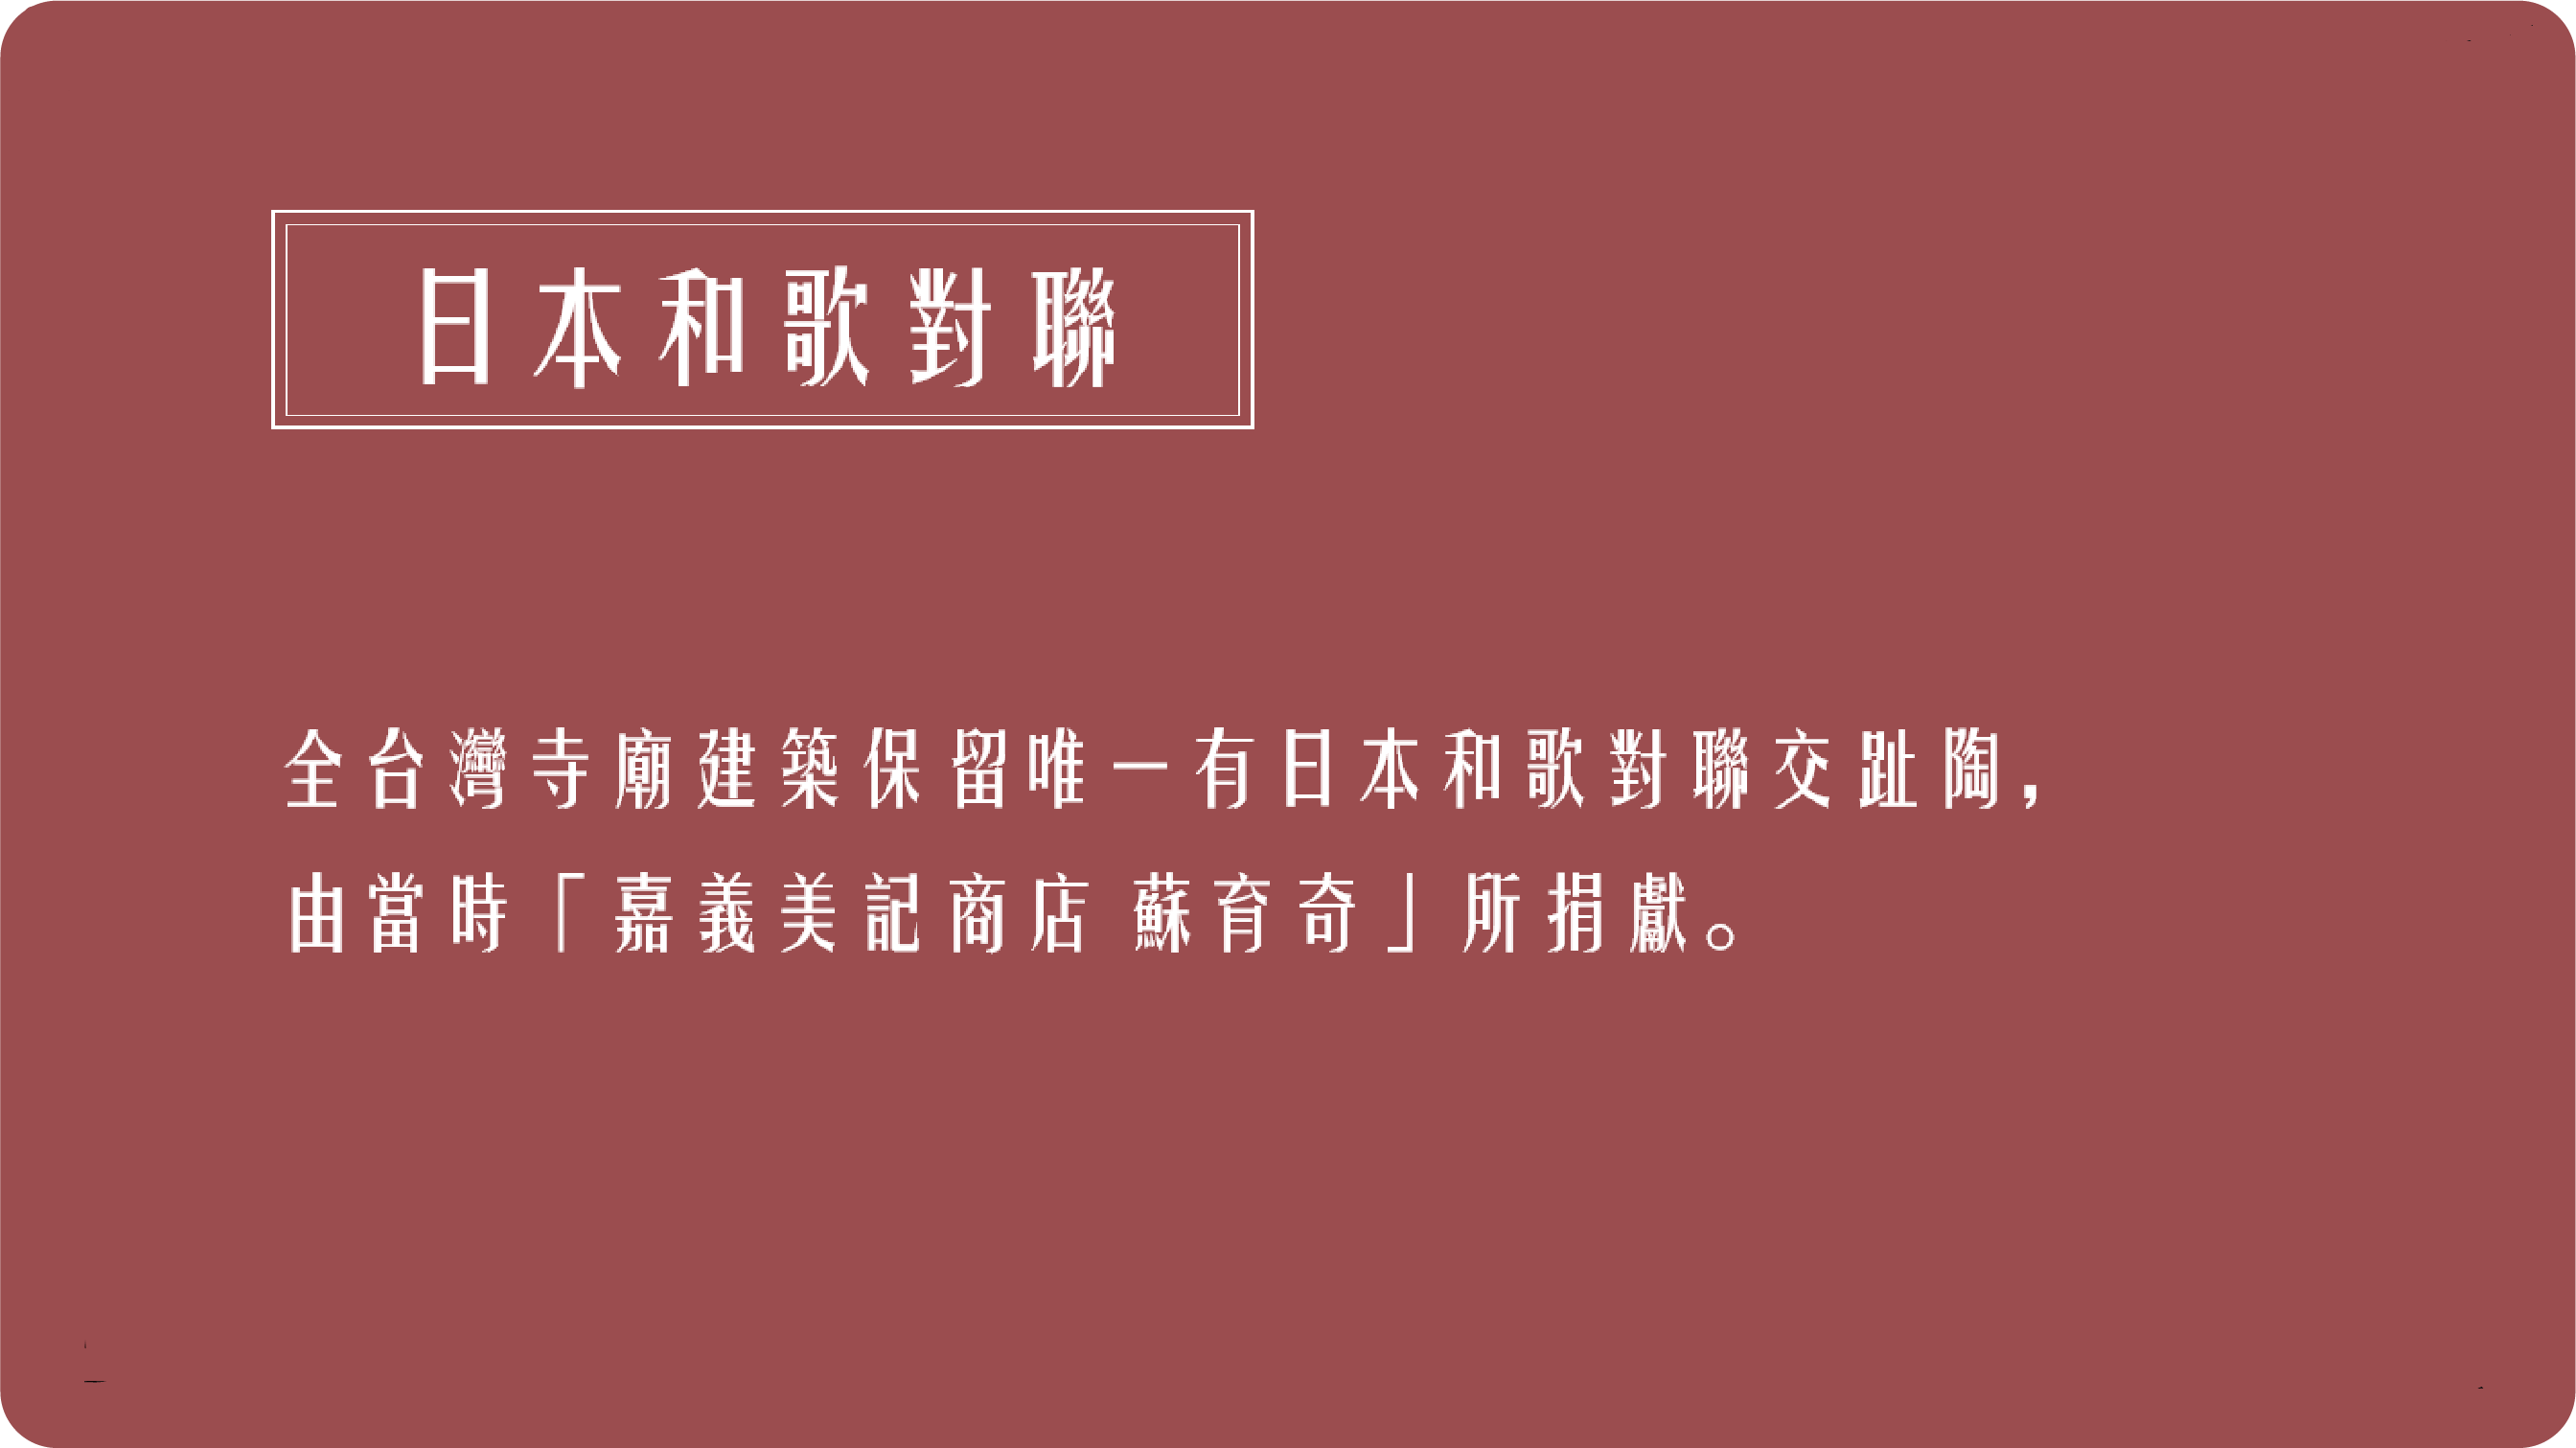 日本和歌對聯
全台灣寺廟建築保留唯一有日本和歌對聯交趾陶，
由當時「嘉義美記商店 蘇育奇」所捐獻。